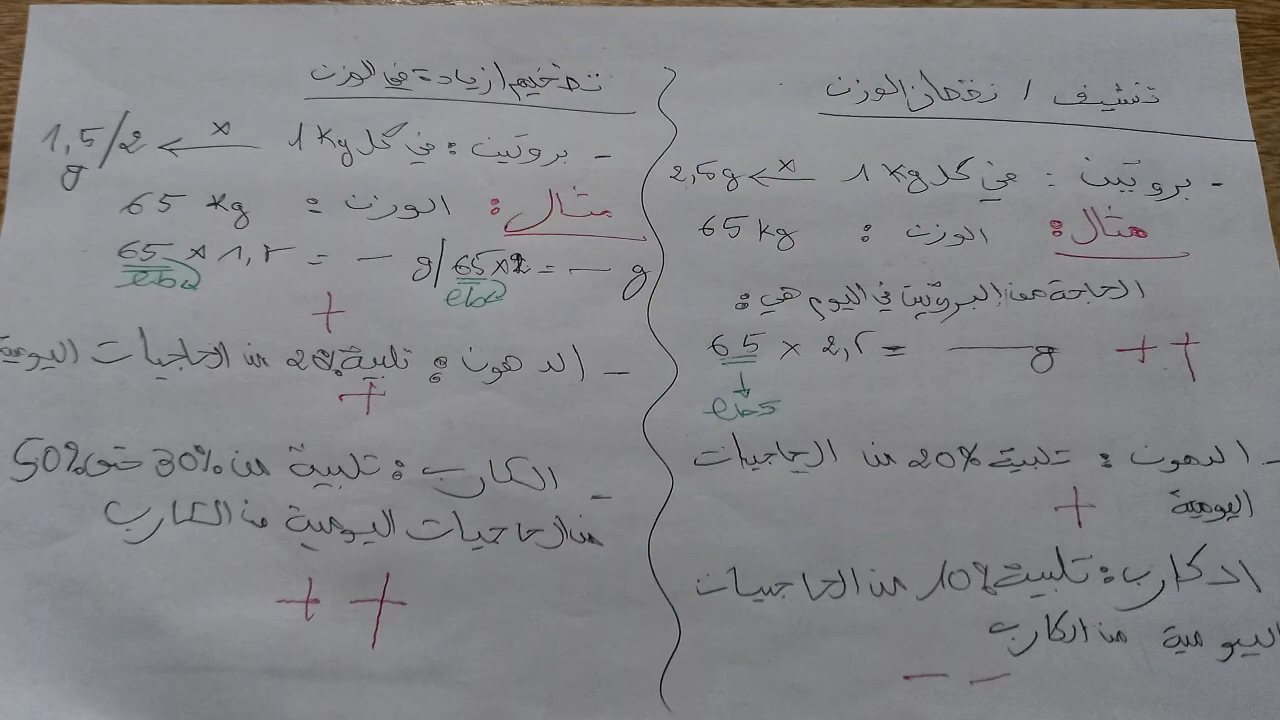 تنشيف / نقصان الوزن
- بروتين : في كل 1 kg ×← 2,5g
مثال: الوزن : 65 kg
الحاجة من البروتين في اليوم هي :
65 × 2,5 = — g ++
- الدهون : تلبية 20% من الحاجيات
اليومية +
الكارب : تلبية 10% من الحاجيات
اليومية من الكارب
- -
تضخيم / زيادة في الوزن
- بروتين : في كل 1 kg ×← 1,5/2
g
مثال: الوزن : 65 kg
65 × 1,5 = — g / 65 × 2 = — g
+
- الدهون : تلبية 20% من الحاجيات اليومية
+
- الكارب : تلبية من 30% حتى 50%
من الحاجيات اليومية من الكارب
+ +